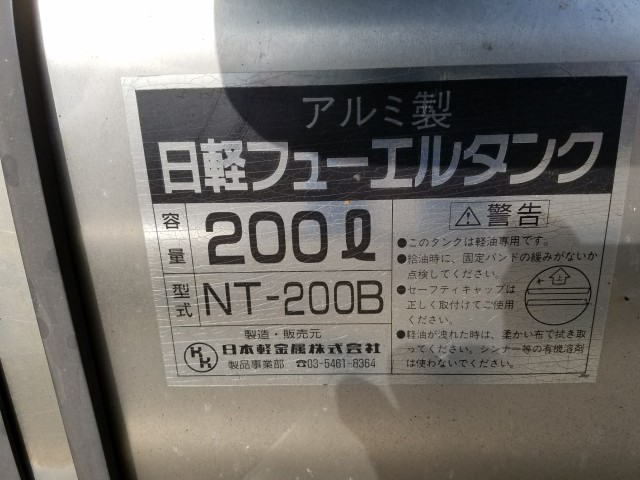 アルミ製
日軽フューエルタンク
容量 200ℓ
型式 NT-200B
製造・販売元
日本軽金属株式会社
製品事業部 ☎03-5461-8364
⚠警告
●このタンクは軽油専用です。
●給油時に、固定バンドの緩みがないか
点検してください。
●セーフティキャップは
正しく取付けてご使用
ください。
●軽油が洩れた時は、柔かい布で拭き取
ってください。シンナー等の有機溶剤
は使わないでください。